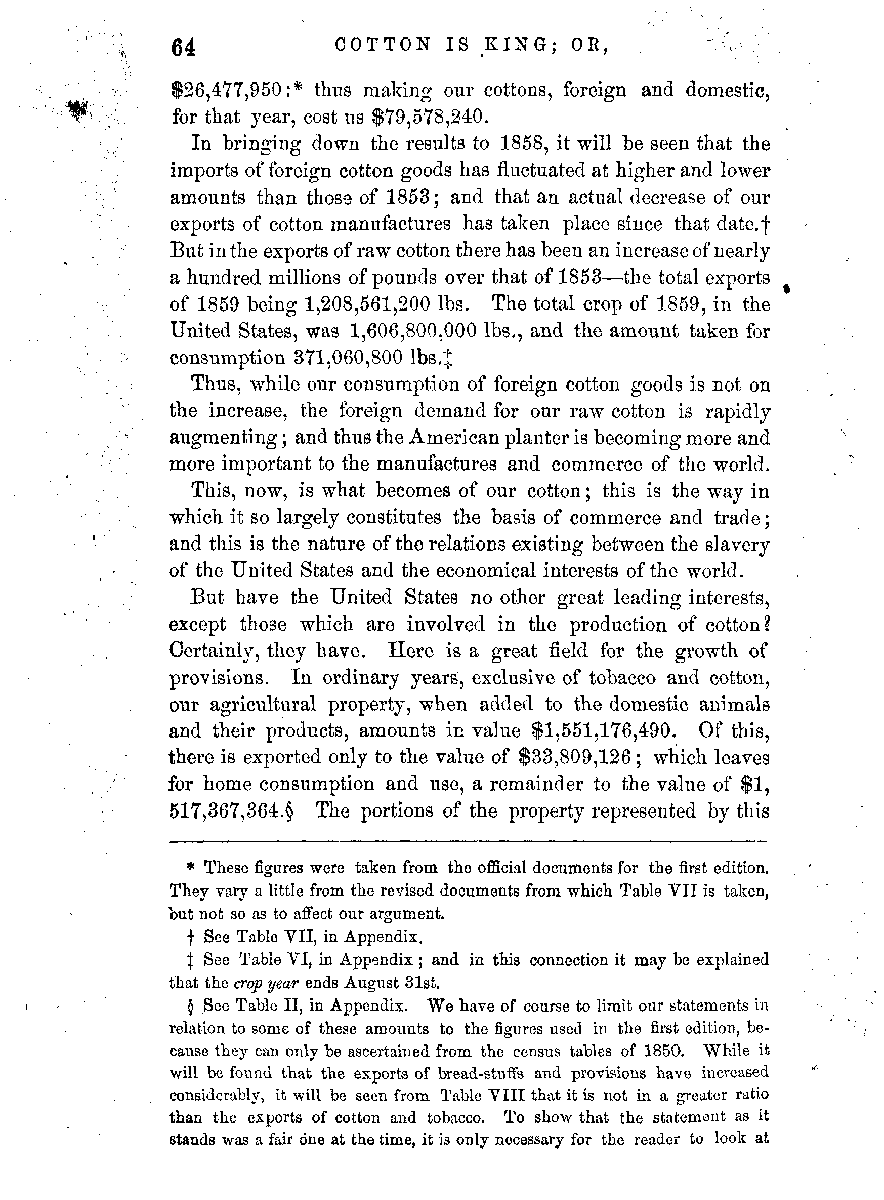 64 COTTON IS KING; OR,
$26,477,950:* thus making our cottons, foreign and domestic,
for that year, cost us $79,578,240.
In bringing down the results to 1858, it will be seen that the
imports of foreign cotton goods has fluctuated at higher and lower
amounts than those of 1853; and that an actual decrease of our
exports of cotton manufactures has taken place since that date.†
But in the exports of raw cotton there has been an increase of nearly
a hundred millions of pounds over that of 1853—the total exports
of 1859 being 1,208,561,200 lbs. The total crop of 1859, in the
United States, was 1,606,800,000 lbs., and the amount taken for
consumption 371,060,800 lbs.‡
Thus, while our consumption of foreign cotton goods is not on
the increase, the foreign demand for our raw cotton is rapidly
augmenting; and thus the American planter is becoming more and
more important to the manufactures and commerce of the world.
This, now, is what becomes of our cotton; this is the way in
which it so largely constitutes the basis of commerce and trade;
and this is the nature of the relations existing between the slavery
of the United States and the economical interests of the world.
But have the United States no other great leading interests,
except those which are involved in the production of cotton?
Certainly, they have. Here is a great field for the growth of
provisions. In ordinary years, exclusive of tobacco and cotton,
our agricultural property, when added to the domestic animals
and their products, amounts in value $1,551,176,490. Of this,
there is exported only to the value of $33,809,126; which leaves
for home consumption and use, a remainder to the value of $1,
517,367,364.§ The portions of the property represented by this
* These figures were taken from the official documents for the first edition.
They vary a little from the revised documents from which Table VII is taken,
but not so as to affect our argument.
† See Table VII, in Appendix.
‡ See Table VI, in Appendix; and in this connection it may be explained
that the crop year ends August 31st.
§ See Table II, in Appendix. We have of course to limit our statements in
relation to some of these amounts to the figures used in the first edition, be-
cause they can only be ascertained from the census tables of 1850. While it
will be found that the exports of bread-stuffs and provisions have increased
considerably, it will be seen from Table VIII that it is not in a greater ratio
than the exports of cotton and tobacco. To show that the statement as it
stands was a fair one at the time, it is only necessary for the reader to look at